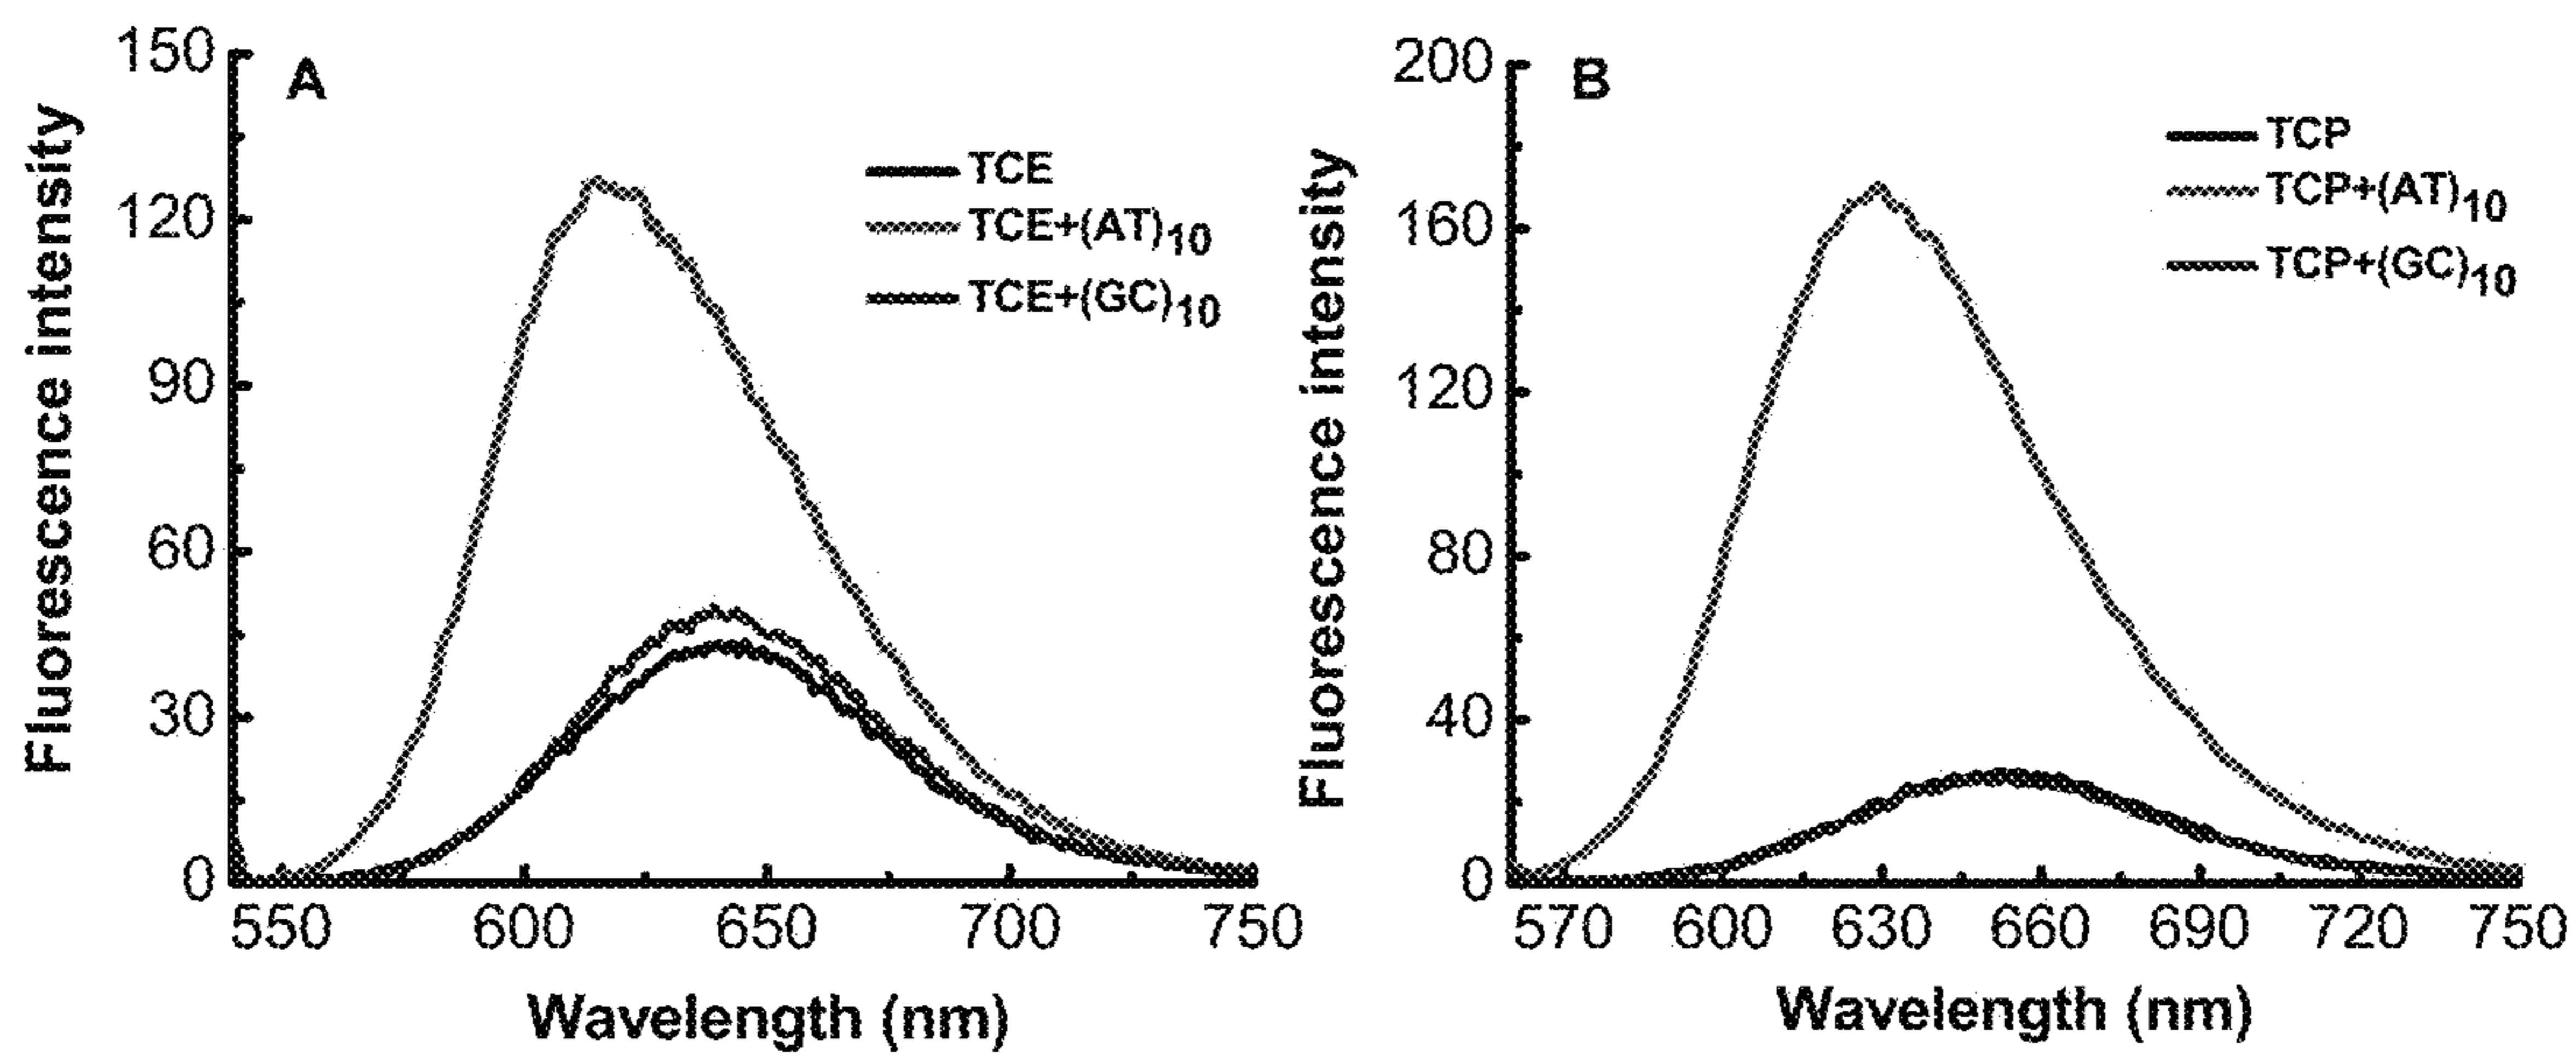 A
Fluorescence intensity
150
120
90
60
30
0
TCE
TCE+(AT)10
TCE+(GC)10
550 600 650 700 750
Wavelength (nm)
B
Fluorescence intensity
200
160
120
80
40
0
TCP
TCP+(AT)10
TCP+(GC)10
570 600 630 660 690 720 750
Wavelength (nm)